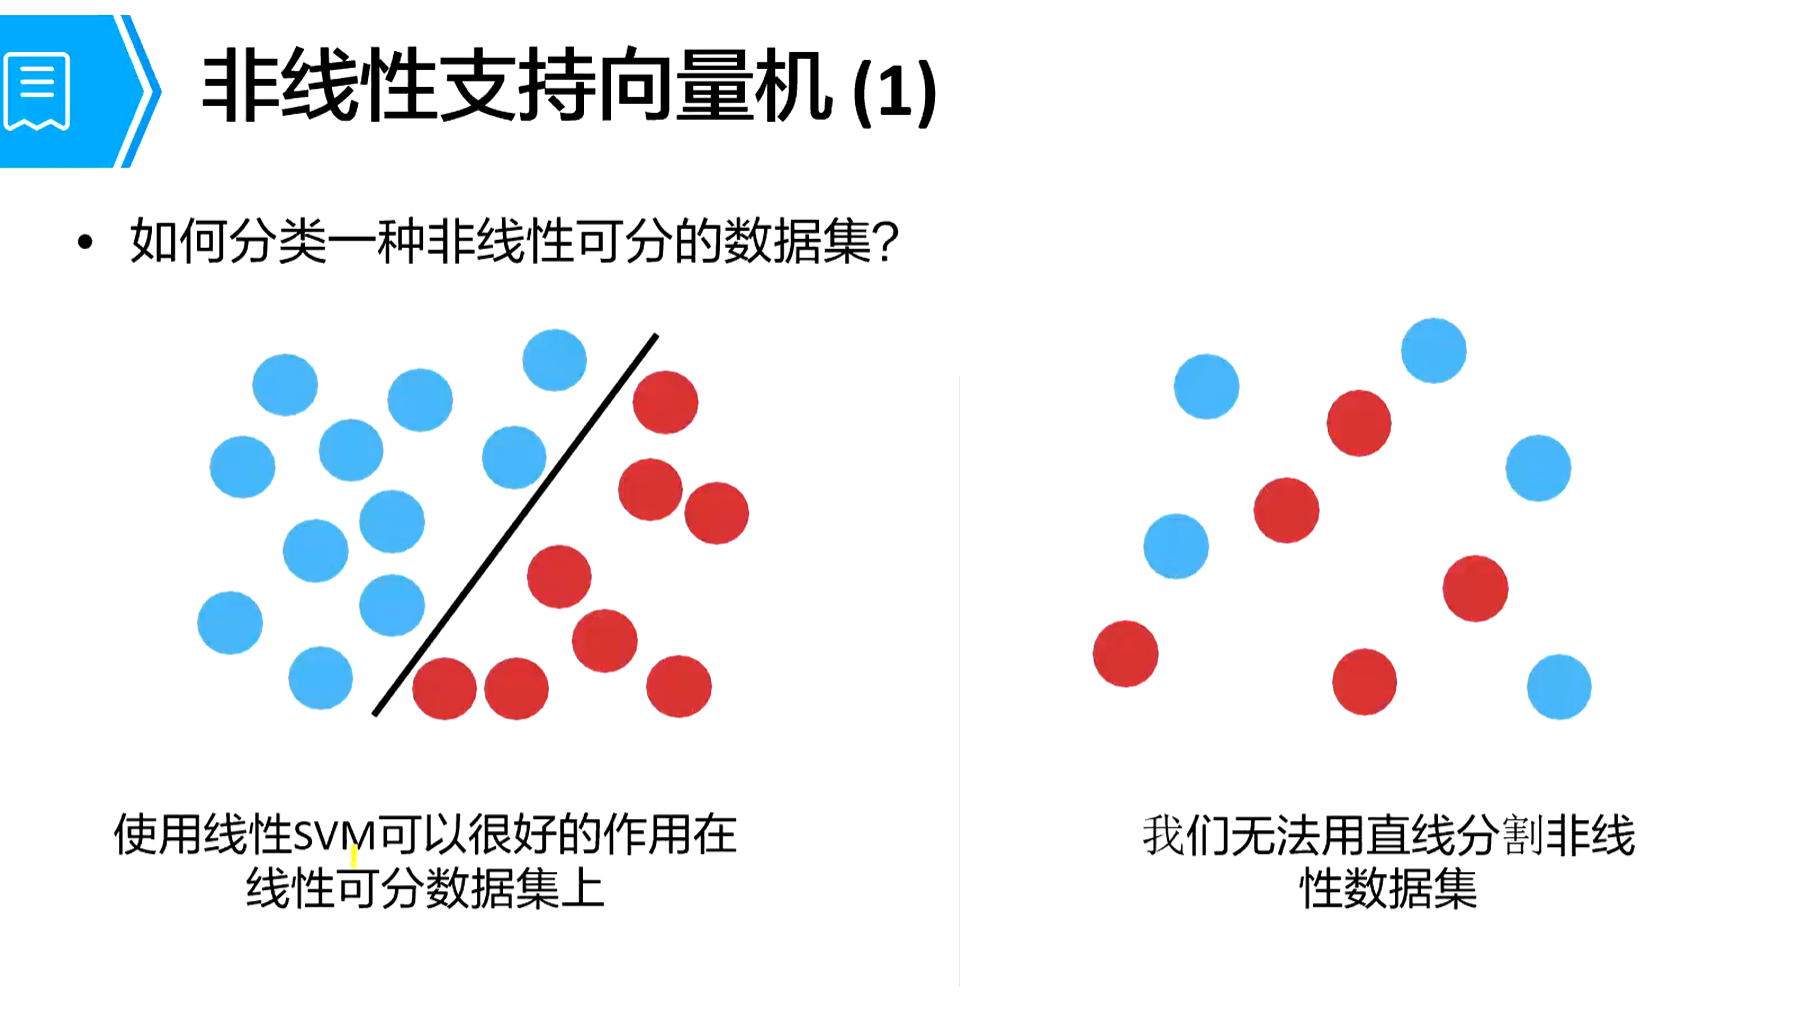 非线性支持向量机 (1)
• 如何分类一种非线性可分的数据集?
使用线性SVM可以很好的作用在
线性可分数据集上
我们无法用直线分割非线
性数据集